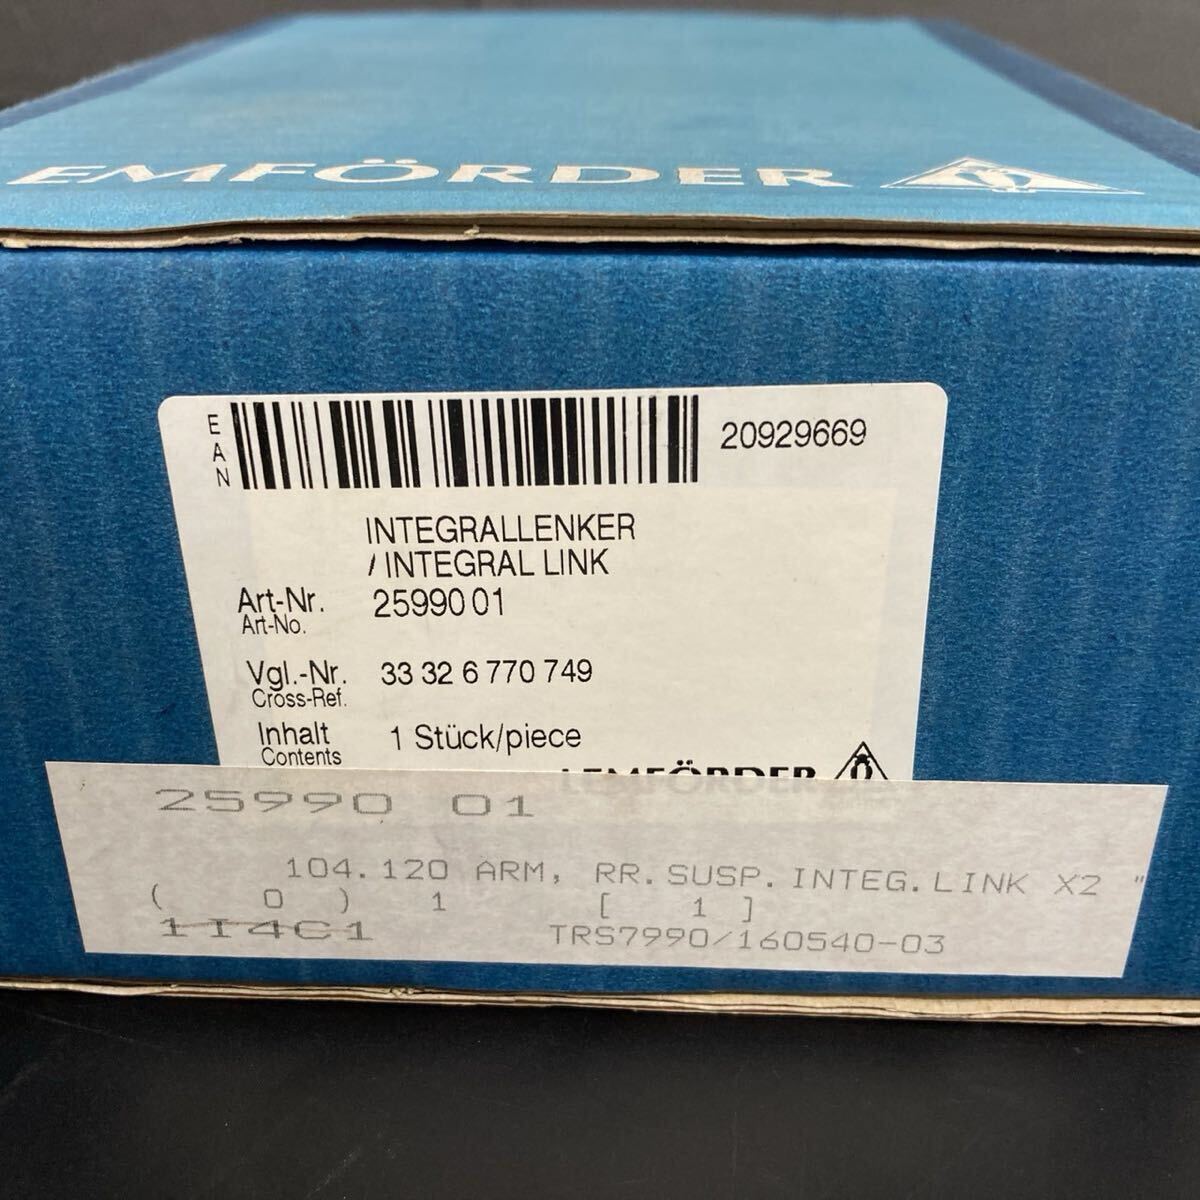 EMFÖRDER
EAN
20929669
INTEGRALLENKER
/ INTEGRAL LINK
Art-Nr. 25990 01
Art-No.
Vgl.-Nr. 33 32 6 770 749
Cross-Ref.
Inhalt 1 Stück/piece
Contents
LEMFÖRDER
25990 01
104.120 ARM, RR.SUSP.INTEG.LINK X2 "
( 0 ) 1 [ 1 ]
1I4C1 TRS7990/160540-03